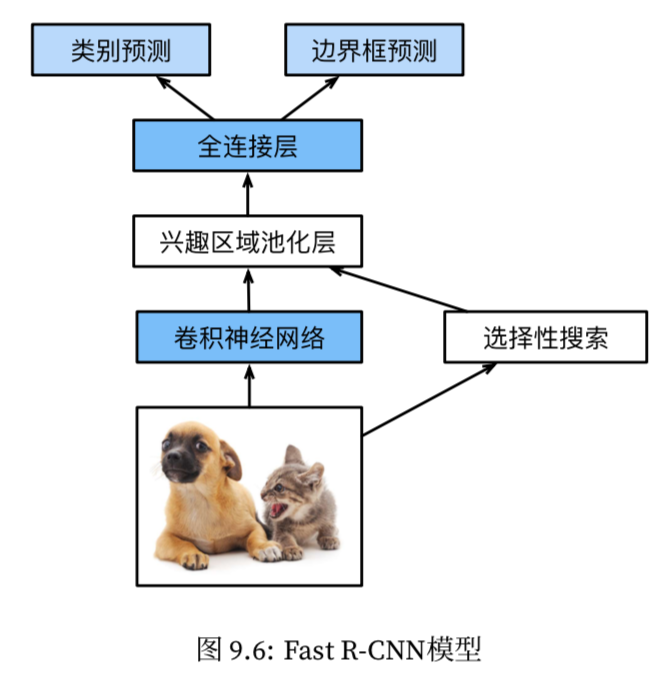 类别预测
边界框预测
全连接层
兴趣区域池化层
卷积神经网络
选择性搜索
图 9.6: Fast R-CNN模型